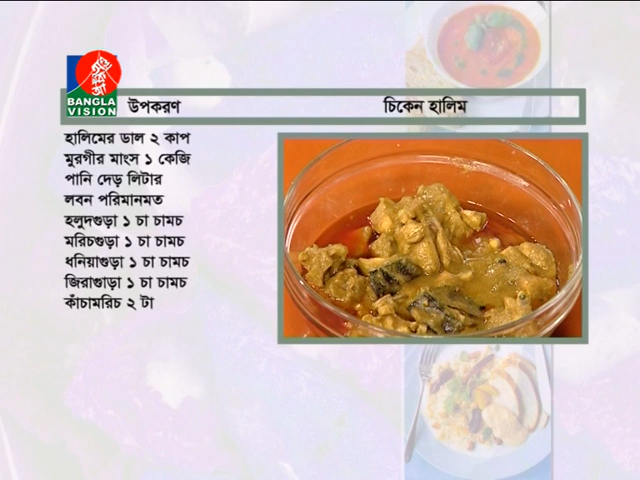 BANGLA
VISION
উপকরণ
চিকেন হালিম
হালিমের ডাল ২ কাপ
মুরগীর মাংস ১ কেজি
পানি দেড় লিটার
লবন পরিমানমত
হলুদগুড়া ১ চা চামচ
মরিচগুড়া ১ চা চামচ
ধনিয়াগুড়া ১ চা চামচ
জিরাগুাড়া ১ চা চামচ
কাঁচামরিচ ২ টা